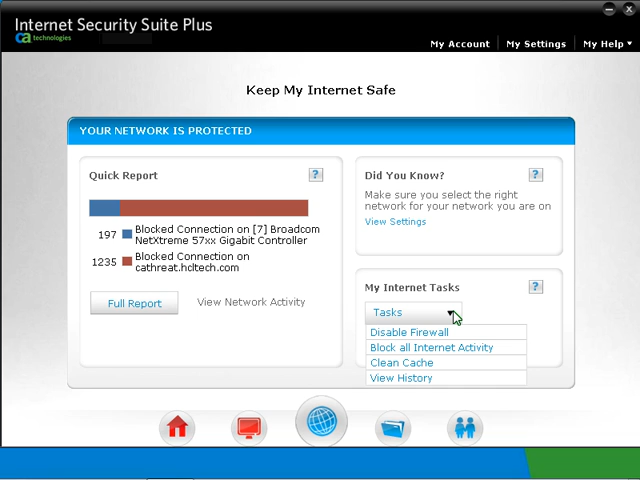 Internet Security Suite Plus
ca technologies
My Account
My Settings
My Help
Keep My Internet Safe
YOUR NETWORK IS PROTECTED
Quick Report
?
197
Blocked Connection on [7] Broadcom
NetXtreme 57xx Gigabit Controller
1235
Blocked Connection on
cathreat.hcltech.com
Full Report
View Network Activity
Did You Know?
?
Make sure you select the right
network for your network you are on
View Settings
My Internet Tasks
?
Tasks
Disable Firewall
Block all Internet Activity
Clean Cache
View History